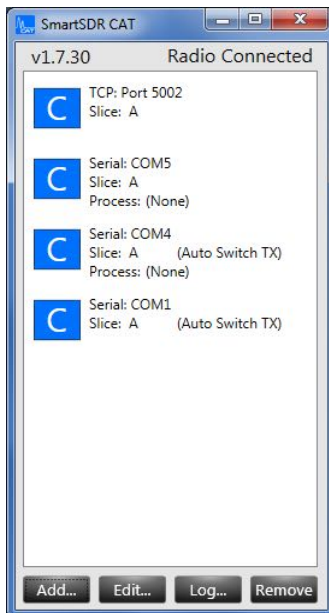 SmartSDR CAT
v1.7.30 Radio Connected
C
TCP: Port 5002
Slice: A
C
Serial: COM5
Slice: A
Process: (None)
C
Serial: COM4
Slice: A (Auto Switch TX)
Process: (None)
C
Serial: COM1
Slice: A (Auto Switch TX)
Add... Edit... Log... Remove